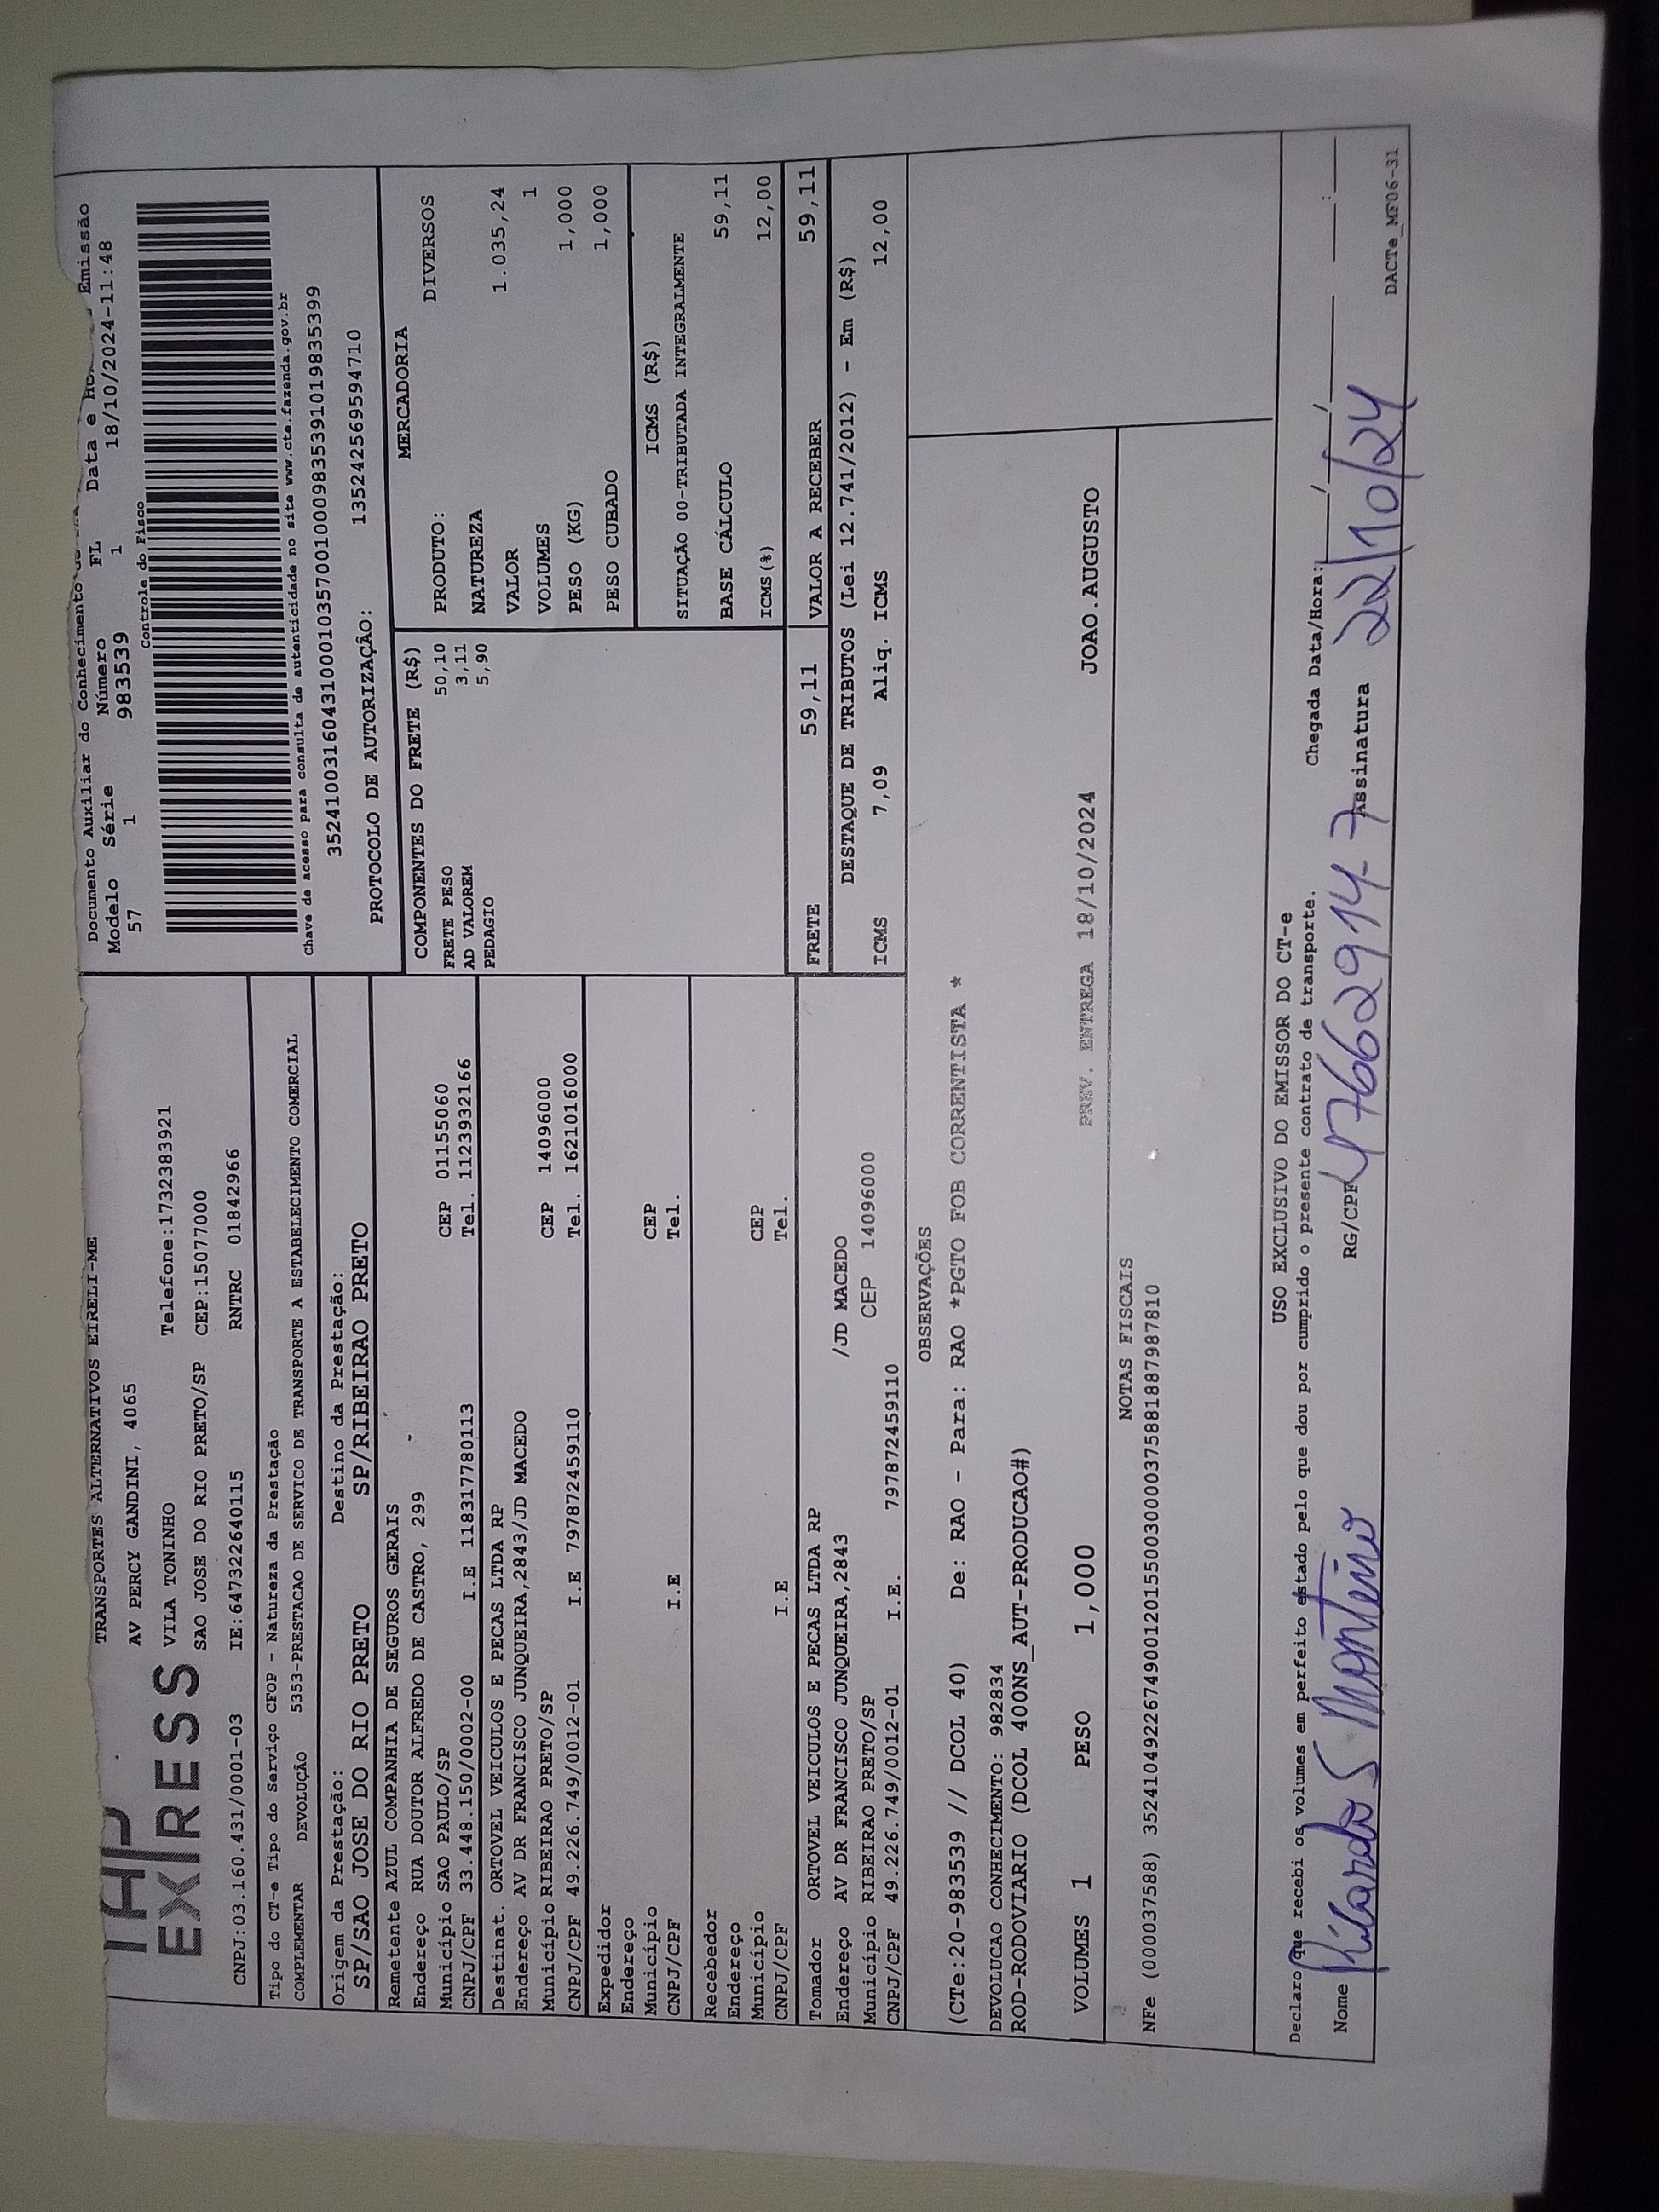 TAP
EXPRESS
TRANSPORTES ALTERNATIVOS EIRELI-ME
AV PERCY GANDINI, 4065
VILA TONINHO Telefone:1732383921
SAO JOSE DO RIO PRETO/SP CEP:15077000
CNPJ:03.160.431/0001-03 IE:647322640115 RNTRC 01842966
Documento Auxiliar do Conhecimento
Modelo Série Número FL Data e Emissão
57 1 983539 1 18/10/2024-11:48
Controle do Fisco
Chave de acesso para consulta de autenticidade no site www.cte.fazenda.gov.br
35241003160431000103570010009835391019835399
PROTOCOLO DE AUTORIZAÇÃO: 135242569594710
Tipo do CT-e Tipo do Serviço CFOP - Natureza da Prestação
COMPLEMENTAR DEVOLUÇÃO 5353-PRESTACAO DE SERVICO DE TRANSPORTE A ESTABELECIMENTO COMERCIAL
Origem da Prestação: Destino da Prestação:
SP/SAO JOSE DO RIO PRETO SP/RIBEIRAO PRETO
Remetente AZUL COMPANHIA DE SEGUROS GERAIS
Endereço RUA DOUTOR ALFREDO DE CASTRO, 299
Município SAO PAULO/SP CEP 01155060
CNPJ/CPF 33.448.150/0002-00 I.E 118317780113 Tel. 1123932166
Destinat. ORTOVEL VEICULOS E PECAS LTDA RP
Endereço AV DR FRANCISCO JUNQUEIRA,2843/JD MACEDO
Município RIBEIRAO PRETO/SP CEP 14096000
CNPJ/CPF 49.226.749/0012-01 I.E 797872459110 Tel. 1621016000
Expedidor
Endereço
Município CEP
CNPJ/CPF I.E Tel.
Recebedor
Endereço
Município CEP
CNPJ/CPF I.E Tel.
Tomador ORTOVEL VEICULOS E PECAS LTDA RP
Endereço AV DR FRANCISCO JUNQUEIRA,2843 /JD MACEDO
Município RIBEIRAO PRETO/SP CEP 14096000
CNPJ/CPF 49.226.749/0012-01 I.E. 797872459110
COMPONENTES DO FRETE (R$)
FRETE PESO 50,10
AD VALOREM 3,11
PEDAGIO 5,90
MERCADORIA
PRODUTO: DIVERSOS
NATUREZA
VALOR 1.035,24
VOLUMES 1
PESO (KG) 1,000
PESO CUBADO 1,000
ICMS (R$)
SITUAÇÃO 00-TRIBUTADA INTEGRALMENTE
BASE CÁLCULO 59,11
ICMS(%) 12,00
FRETE 59,11 VALOR A RECEBER 59,11
DESTAQUE DE TRIBUTOS (Lei 12.741/2012) - Em (R$)
ICMS 7,09 Aliq. ICMS 12,00
OBSERVAÇÕES
(CTe:20-983539 // DCOL 40) De: RAO - Para: RAO *PGTO FOB CORRENTISTA *
DEVOLUCAO CONHECIMENTO: 982834
ROD-RODOVIARIO (DCOL 400NS_AUT-PRODUCAO#)
VOLUMES 1 PESO 1,000 PREV. ENTREGA 18/10/2024 JOAO.AUGUSTO
NOTAS FISCAIS
NFe (000037588) 35241049226749001201550030000375881887987810
USO EXCLUSIVO DO EMISSOR DO CT-e
Declaro que recebi os volumes em perfeito estado pelo que dou por cumprido o presente contrato de transporte. Chegada Data/Hora: / / :
Nome Ricardo S Monteiro RG/CPF 47662914-7 Assinatura 22/10/24
DACTe_MF06-31